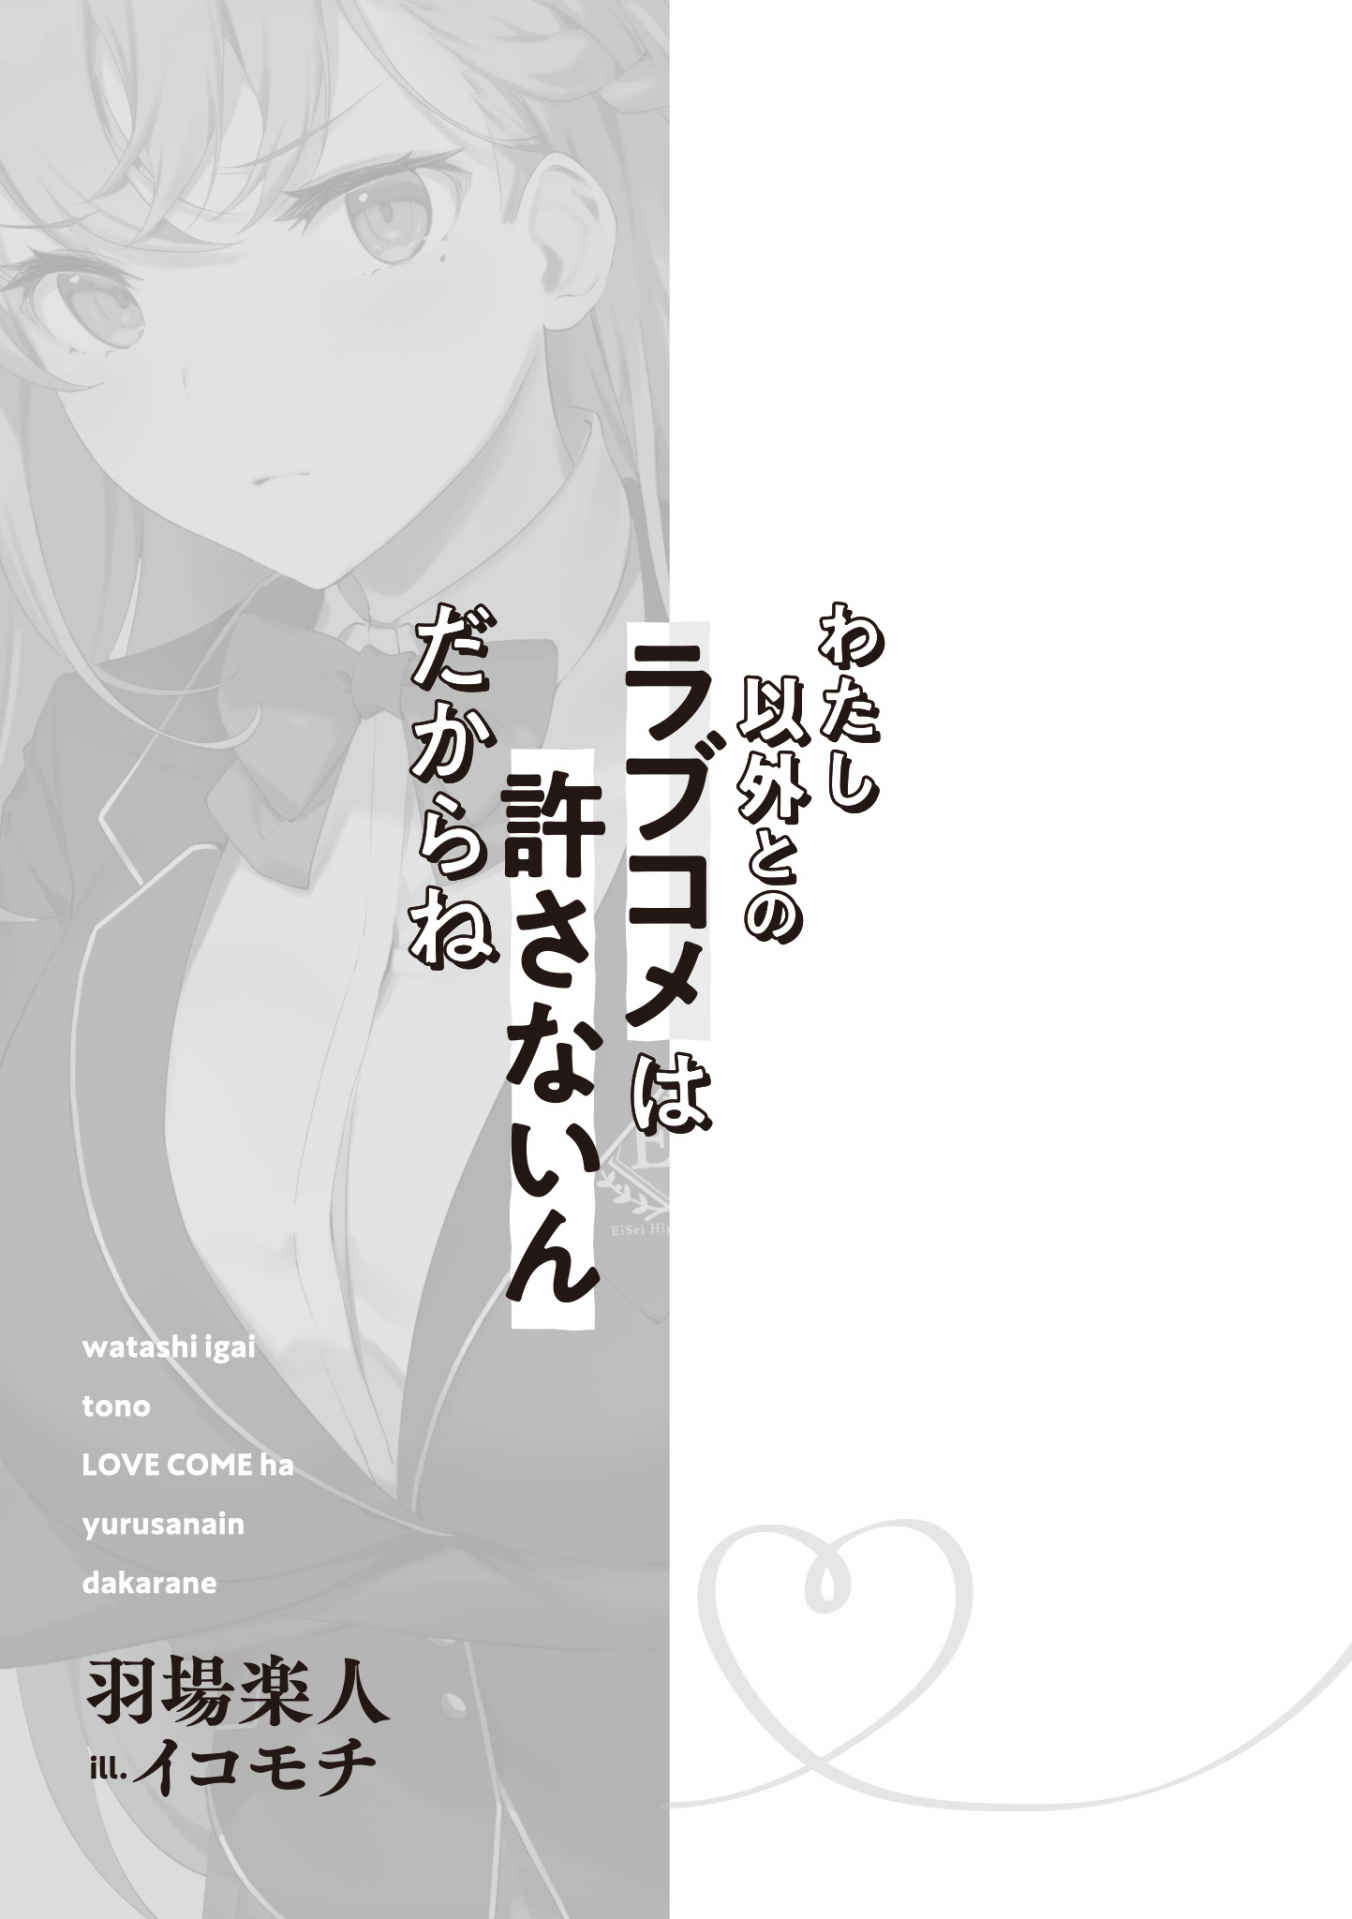 わたし
以外との
ラブコメは
許さないん
だからね
EiSei Hi
watashi igai
tono
LOVE COME ha
yurusanain
dakarane
羽場楽人
ill.イコモチ